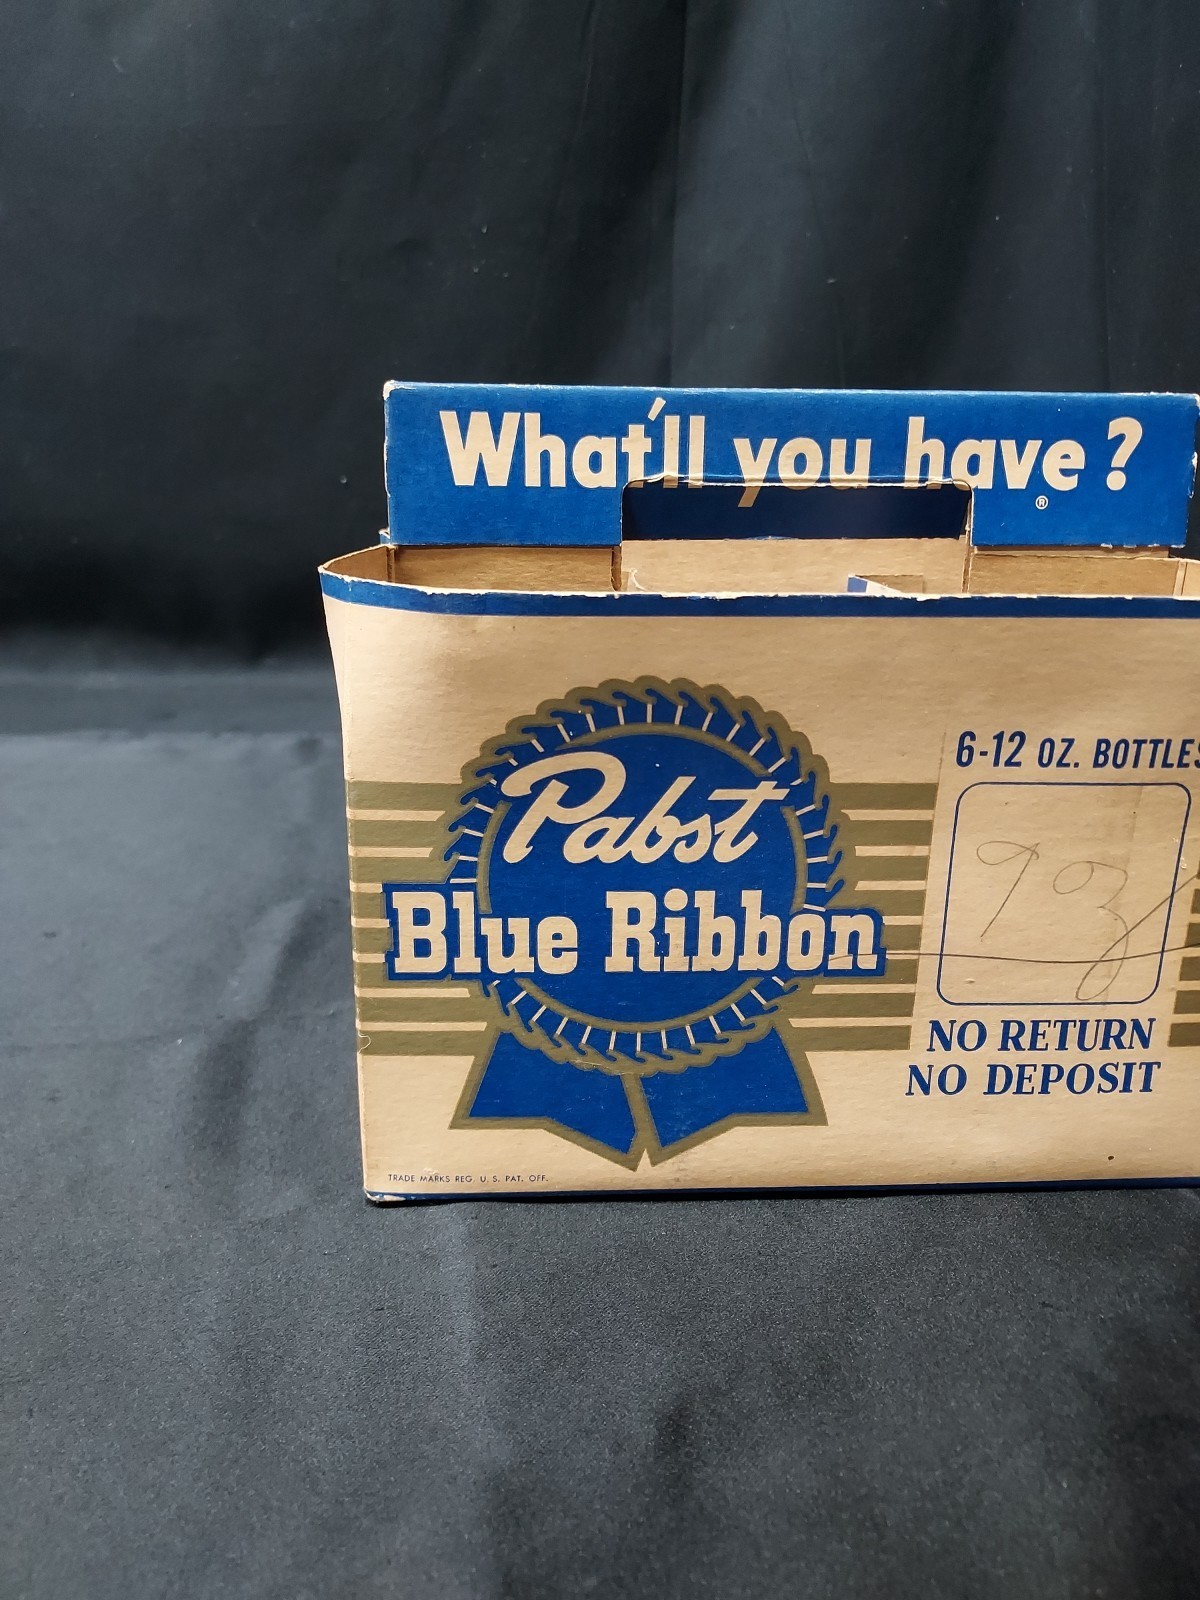 What'll you have?
®
Pabst
Blue Ribbon
6-12 OZ. BOTTLES
NO RETURN
NO DEPOSIT
TRADE MARKS REG. U. S. PAT. OFF.